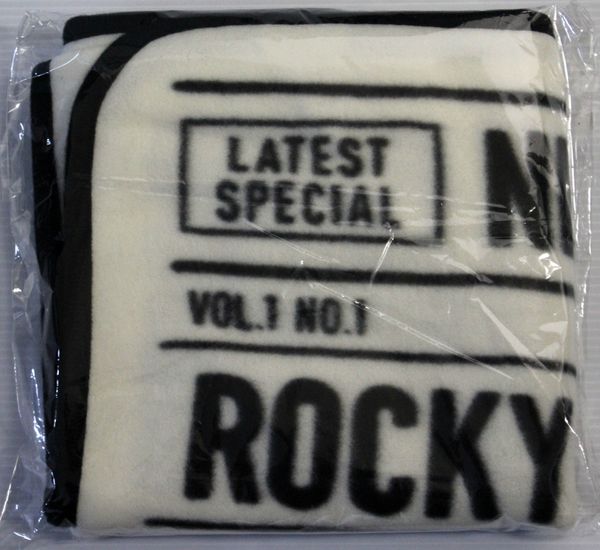 LATEST
SPECIAL
VOL.1 NO.1
ROCKY